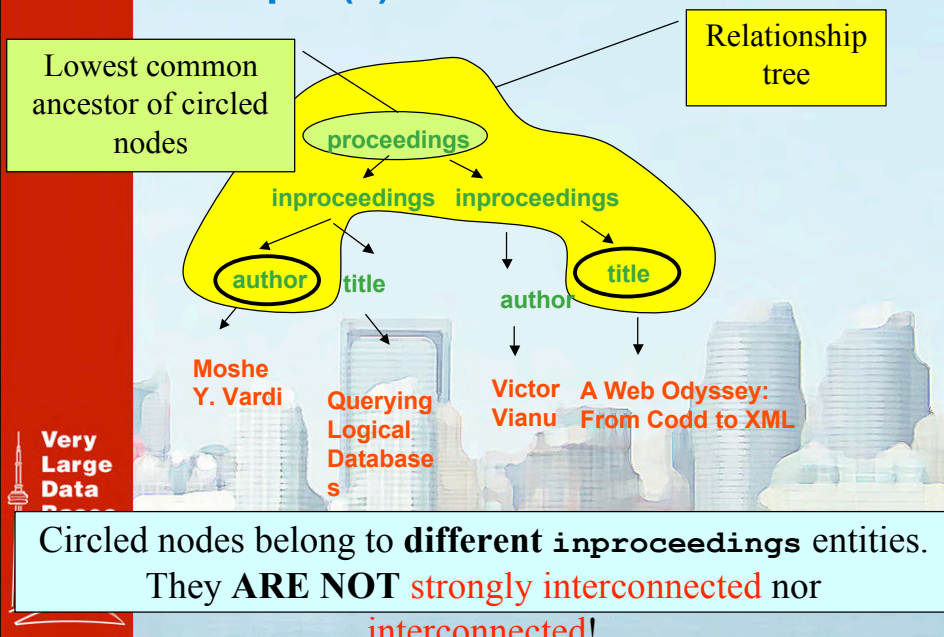 Lowest common
ancestor of circled
nodes
Relationship
tree
proceedings
inproceedings inproceedings
author
title
author
title
Moshe
Y. Vardi
Querying
Logical
Database
s
Victor
Vianu
A Web Odyssey:
From Codd to XML
Very
Large
Data
Circled nodes belong to different inproceedings entities.
They ARE NOT strongly interconnected nor
interconnected!